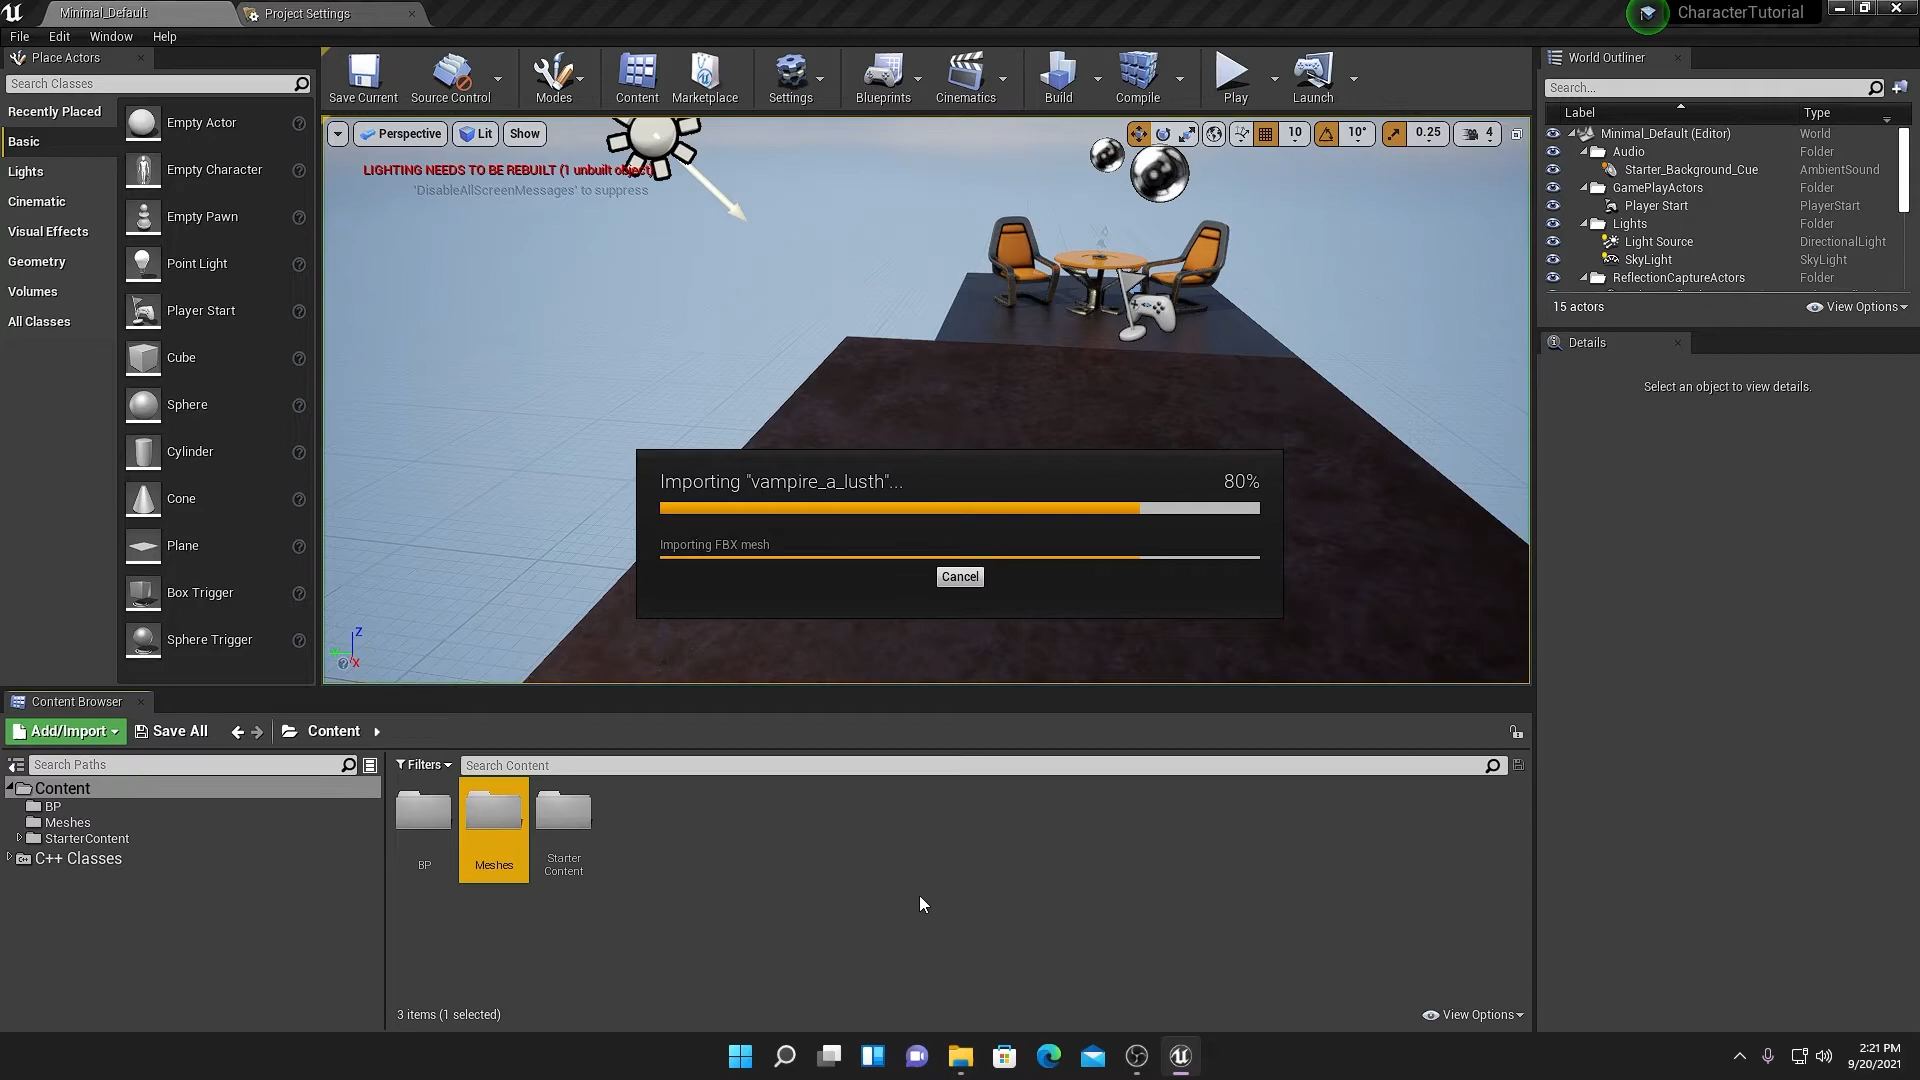 Minimal_Default
Project Settings
CharacterTutorial
File Edit Window Help
Place Actors
Search Classes
Recently Placed
Basic
Lights
Cinematic
Visual Effects
Geometry
Volumes
All Classes
Empty Actor
Empty Character
Empty Pawn
Point Light
Player Start
Cube
Sphere
Cylinder
Cone
Plane
Box Trigger
Sphere Trigger
Save Current
Source Control
Modes
Content
Marketplace
Settings
Blueprints
Cinematics
Build
Compile
Play
Launch
Perspective
Lit
Show
10
10°
0.25
4
LIGHTING NEEDS TO BE REBUILT (1 unbuilt object)
'DisableAllScreenMessages' to suppress
Z
X
Importing "vampire_a_lusth"...
80%
Importing FBX mesh
Cancel
World Outliner
Search...
Label
Type
Minimal_Default (Editor) World
Audio Folder
Starter_Background_Cue AmbientSound
GamePlayActors Folder
Player Start PlayerStart
Lights Folder
Light Source DirectionalLight
SkyLight SkyLight
ReflectionCaptureActors Folder
15 actors
View Options
Details
Select an object to view details.
Content Browser
Add/Import
Save All
Content
Search Paths
Filters
Search Content
Content
BP
Meshes
StarterContent
C++ Classes
BP
Meshes
Starter
Content
3 items (1 selected)
View Options
2:21 PM
9/20/2021